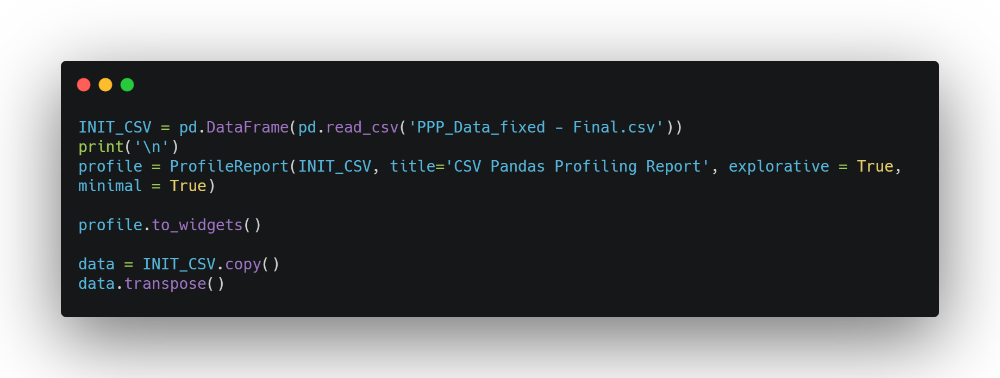 INIT_CSV = pd.DataFrame(pd.read_csv('PPP_Data_fixed - Final.csv'))
print('\n')
profile = ProfileReport(INIT_CSV, title='CSV Pandas Profiling Report', explorative = True,
minimal = True)
profile.to_widgets()
data = INIT_CSV.copy()
data.transpose()